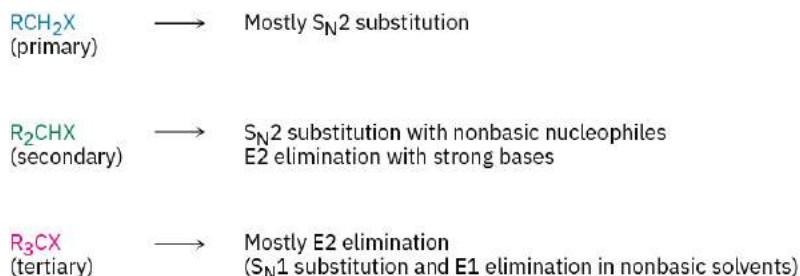 RCH₂X ⟶ Mostly Sₙ2 substitution
(primary)
R₂CHX ⟶ Sₙ2 substitution with nonbasic nucleophiles
(secondary) E2 elimination with strong bases
R₃CX ⟶ Mostly E2 elimination
(tertiary) (Sₙ1 substitution and E1 elimination in nonbasic solvents)